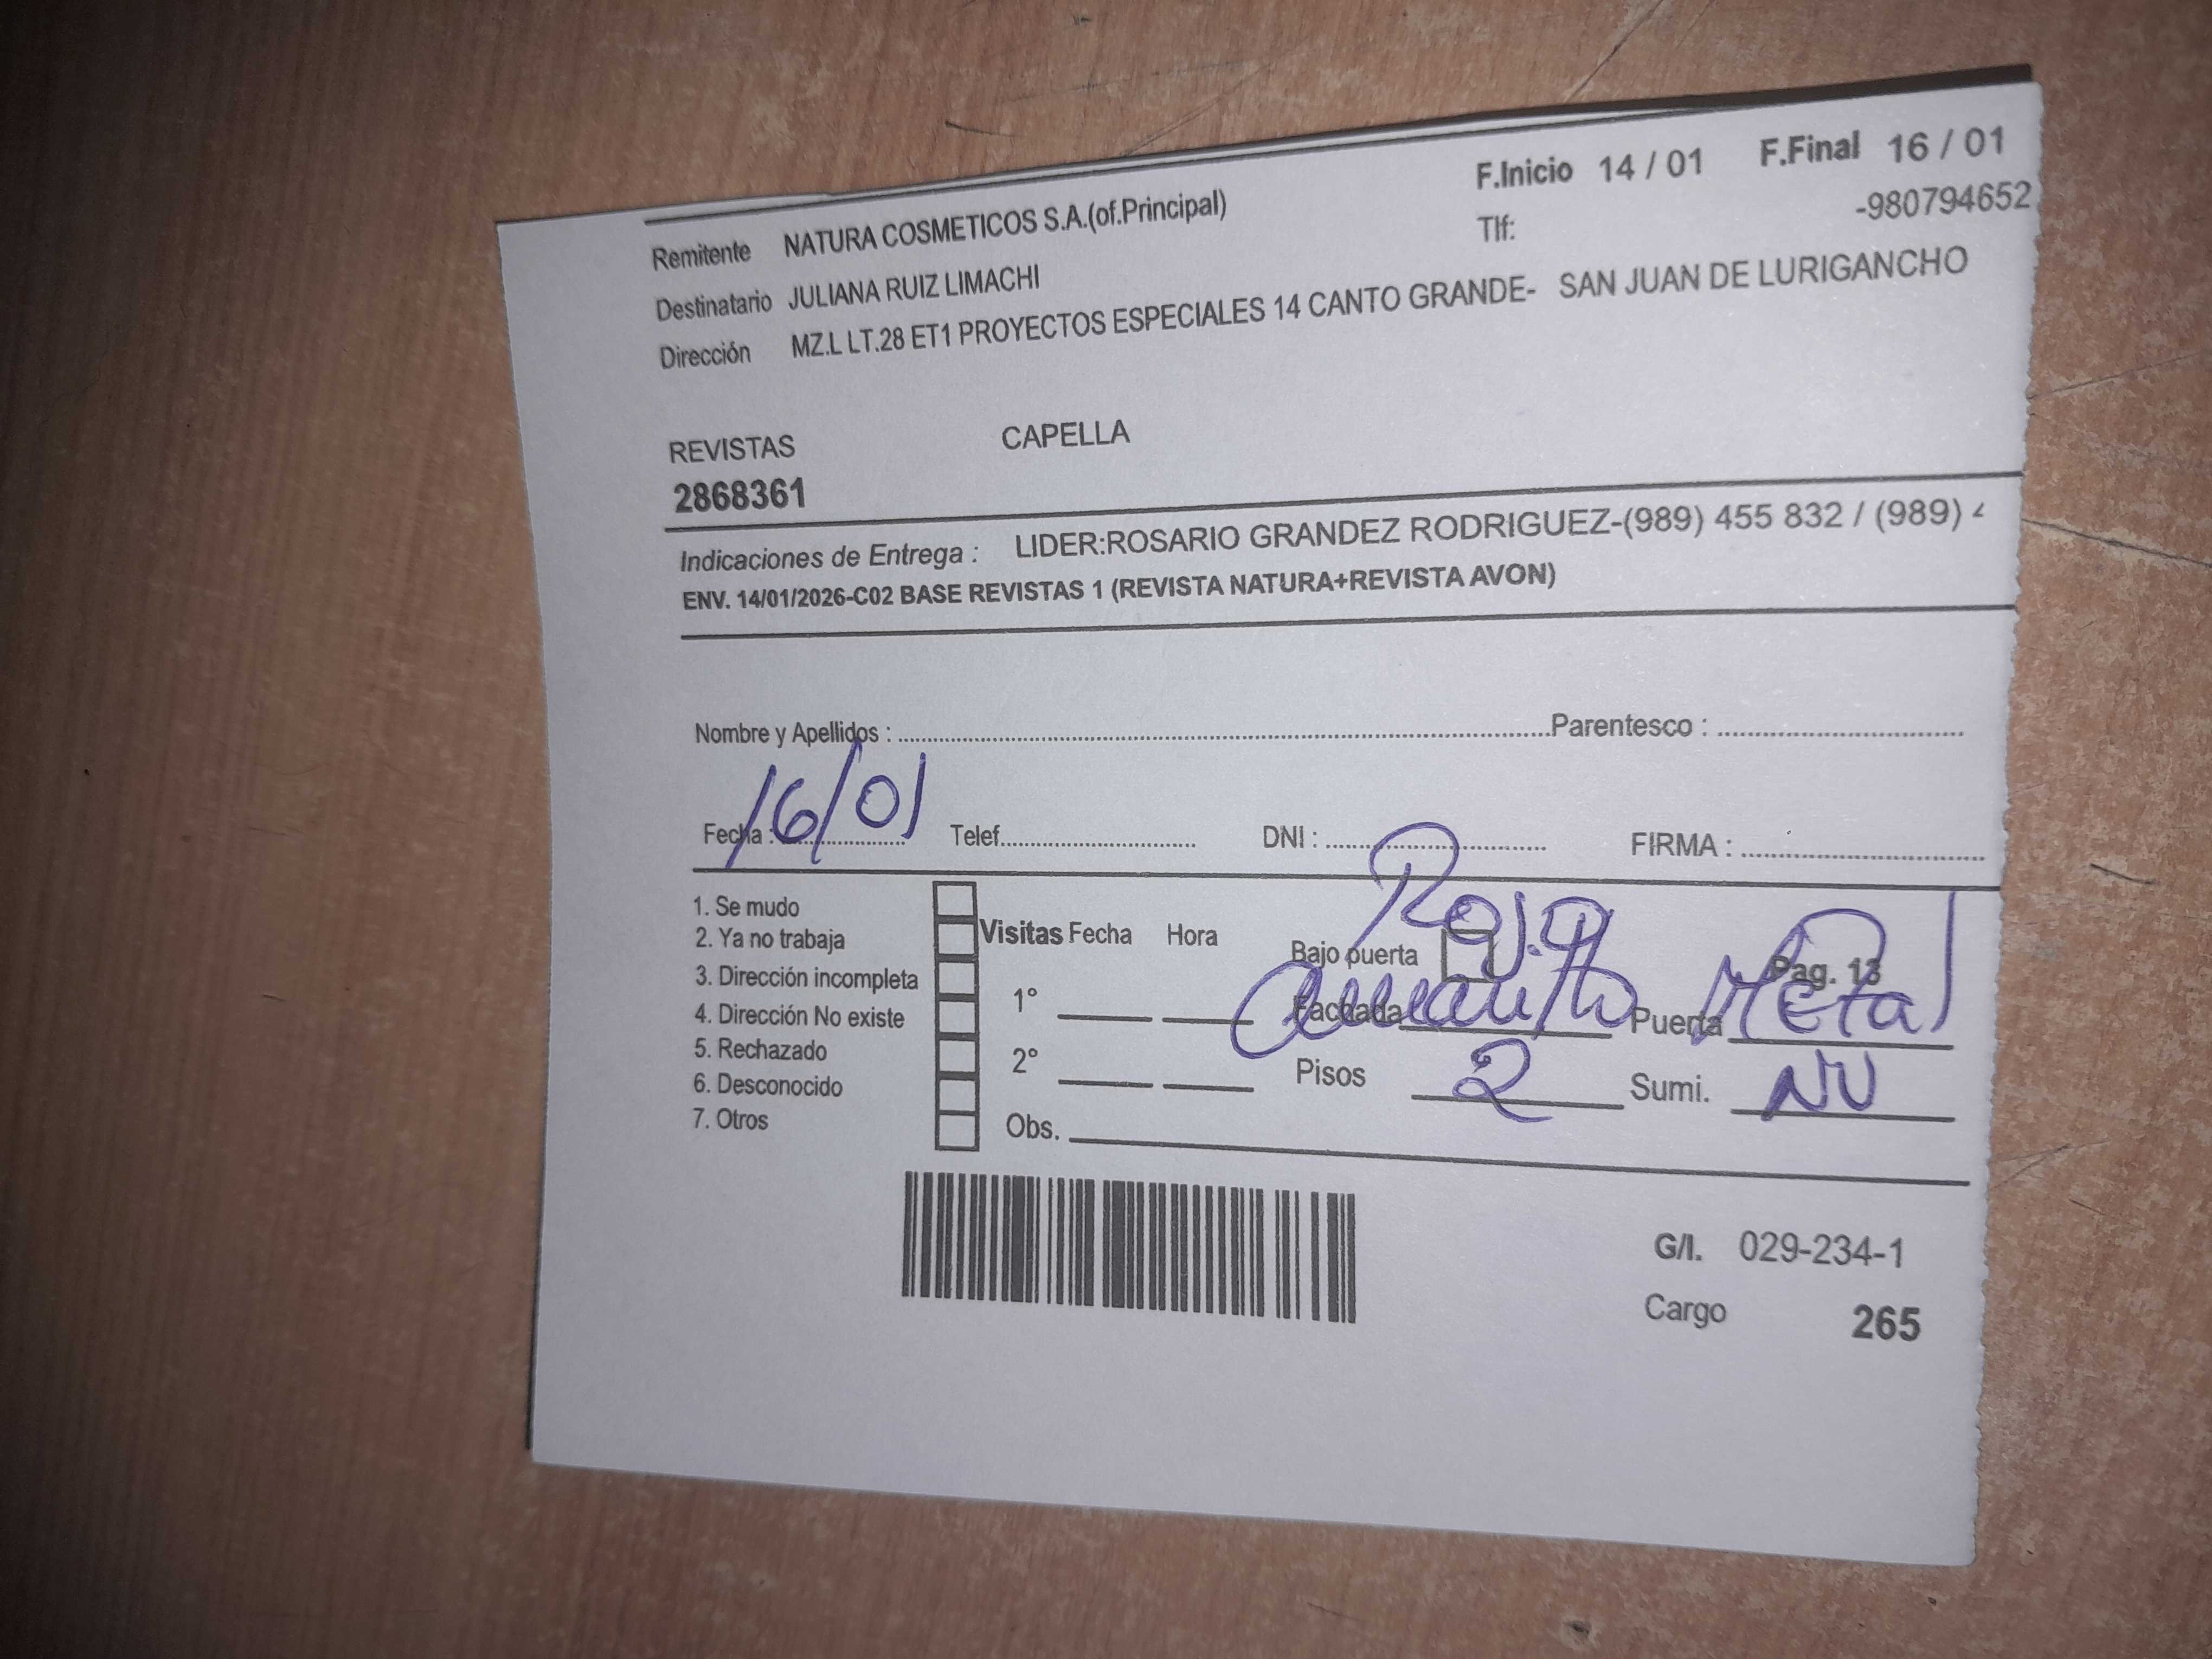 F.Inicio 14 / 01 F.Final 16 / 01
Remitente NATURA COSMETICOS S.A.(of.Principal) Tlf: -980794652
Destinatario JULIANA RUIZ LIMACHI
Dirección MZ.L LT.28 ET1 PROYECTOS ESPECIALES 14 CANTO GRANDE- SAN JUAN DE LURIGANCHO
REVISTAS CAPELLA
2868361
Indicaciones de Entrega : LIDER:ROSARIO GRANDEZ RODRIGUEZ-(989) 455 832 / (989)
ENV. 14/01/2026-C02 BASE REVISTAS 1 (REVISTA NATURA+REVISTA AVON)
Nombre y Apellidos : Parentesco :
Fecha : 16/01 Telef. DNI : FIRMA :
1. Se mudo
2. Ya no trabaja
3. Dirección incompleta
4. Dirección No existe
5. Rechazado
6. Desconocido
7. Otros
Visitas Fecha Hora
1°
2°
Obs.
Bajo puerta Pag. 13
Fachada Roja Puerta Metal
Pisos 2 Sumi. NV
G/I. 029-234-1
Cargo 265